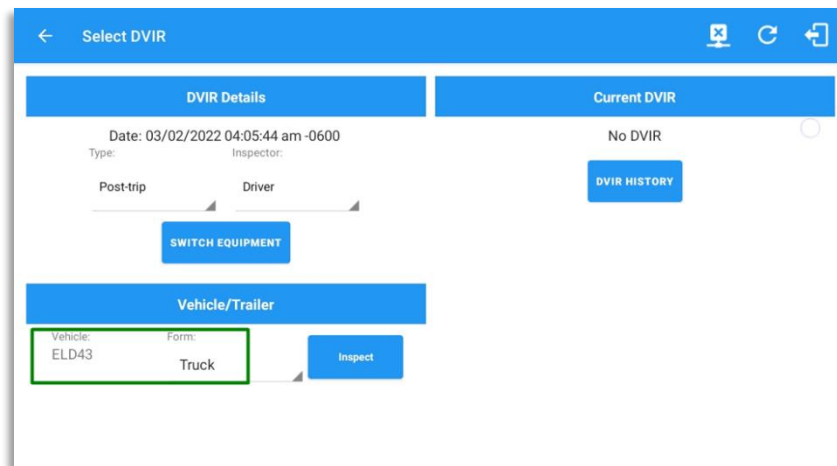 Select DVIR
DVIR Details
Date: 03/02/2022 04:05:44 am -0600
Type: Inspector:
Post-trip Driver
SWITCH EQUIPMENT
Vehicle/Trailer
Vehicle: Form:
ELD43 Truck
Inspect
Current DVIR
No DVIR
DVIR HISTORY